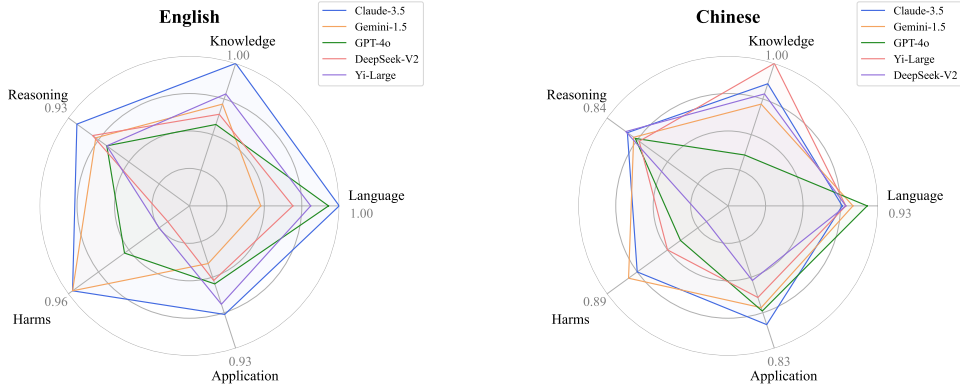 English
Claude-3.5
Gemini-1.5
GPT-4o
DeepSeek-V2
Yi-Large
Knowledge
1.00
Reasoning
0.93
Language
1.00
Harms
0.96
Application
0.93
Chinese
Claude-3.5
Gemini-1.5
GPT-4o
Yi-Large
DeepSeek-V2
Knowledge
1.00
Reasoning
0.84
Language
0.93
Harms
0.89
Application
0.83